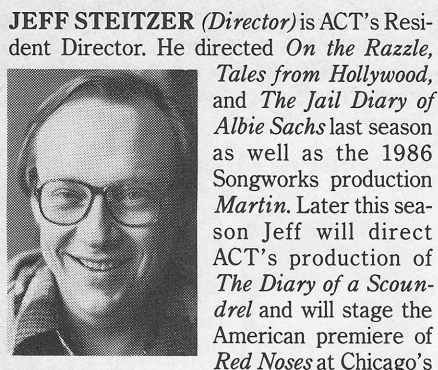 JEFF STEITZER (Director) is ACT's Resi-
dent Director. He directed On the Razzle,
Tales from Hollywood,
and The Jail Diary of
Albie Sachs last season
as well as the 1986
Songworks production
Martin. Later this sea-
son Jeff will direct
ACT's production of
The Diary of a Scoun-
drel and will stage the
American premiere of
Red Noses at Chicago's